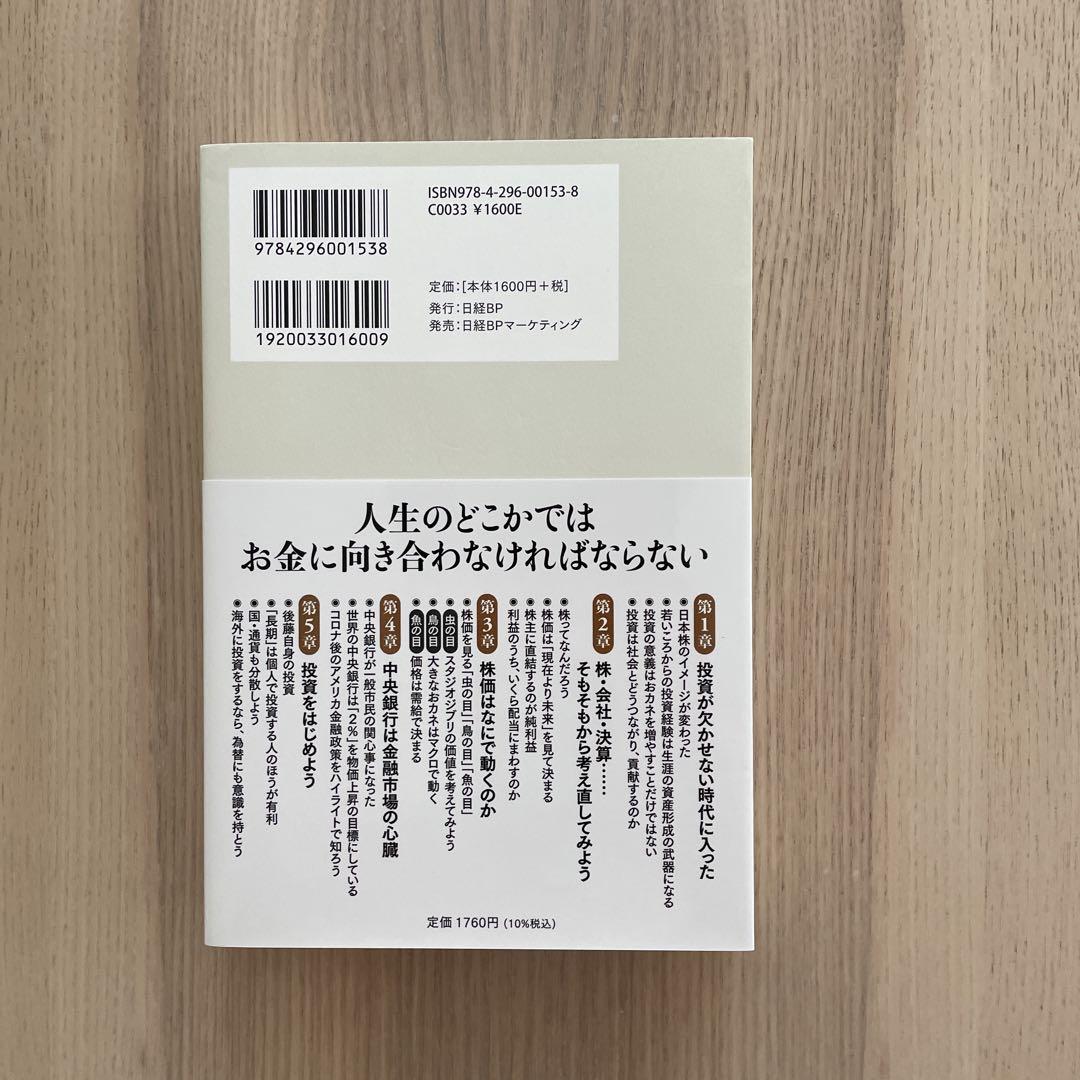 ISBN978-4-296-00153-8
C0033 ¥1600E
9784296001538
定価:[本体1600円+税]
発行:日経BP
発売:日経BPマーケティング
1920033016009
人生のどこかでは
お金に向き合わなければならない
第1章 投資が欠かせない時代に入った
●日本株のイメージが変わった
●若いころからの投資経験は生涯の資産形成の武器になる
●投資の意義はおカネを増やすことだけではない
●投資は社会とどうつながり、貢献するのか
第2章 株・会社・決算……
そもそもから考え直してみよう
●株ってなんだろう
●株価は「現在より未来」を見て決まる
●株主に直結するのが純利益
●利益のうち、いくら配当にまわすのか
第3章 株価はなにで動くのか
●株価を見る「虫の目」「鳥の目」「魚の目」
●虫の目 スタジオジブリの価値を考えてみよう
●鳥の目 大きなおカネはマクロで動く
●魚の目 価格は需給で決まる
第4章 中央銀行は金融市場の心臓
●中央銀行が一般市民の関心事になった
●世界の中央銀行は「2%」を物価上昇の目標にしている
●コロナ後のアメリカ金融政策をハイライトで知ろう
第5章 投資をはじめよう
●後藤自身の投資
●「長期」は個人で投資する人のほうが有利
●国・通貨も分散しよう
●海外に投資をするなら、為替にも意識を持とう
定価1760円(10%税込)